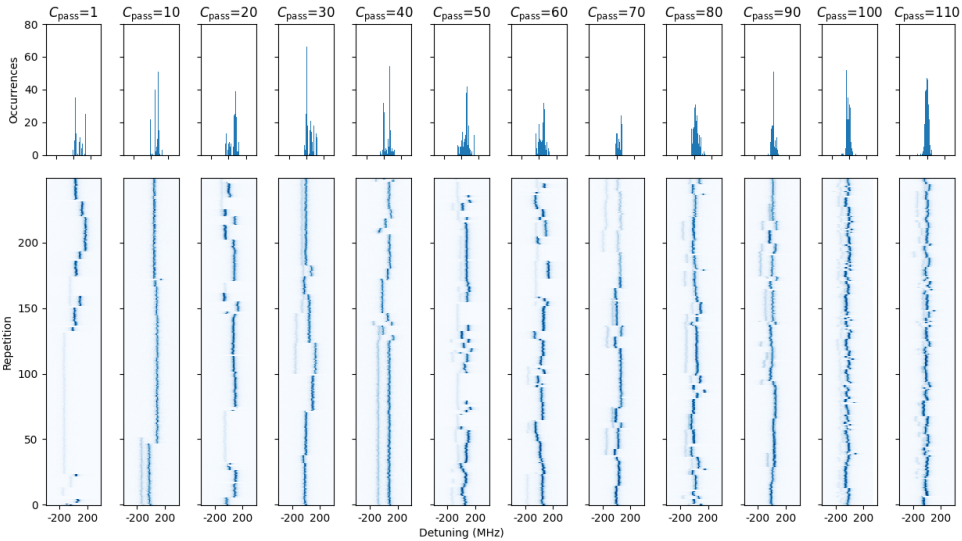 C_pass=1 C_pass=10 C_pass=20 C_pass=30 C_pass=40 C_pass=50 C_pass=60 C_pass=70 C_pass=80 C_pass=90 C_pass=100 C_pass=110
Occurrences
80
60
40
20
0
Repetition
200
150
100
50
0
-200 200 -200 200 -200 200 -200 200 -200 200 -200 200 -200 200 -200 200 -200 200 -200 200 -200 200 -200 200
Detuning (MHz)